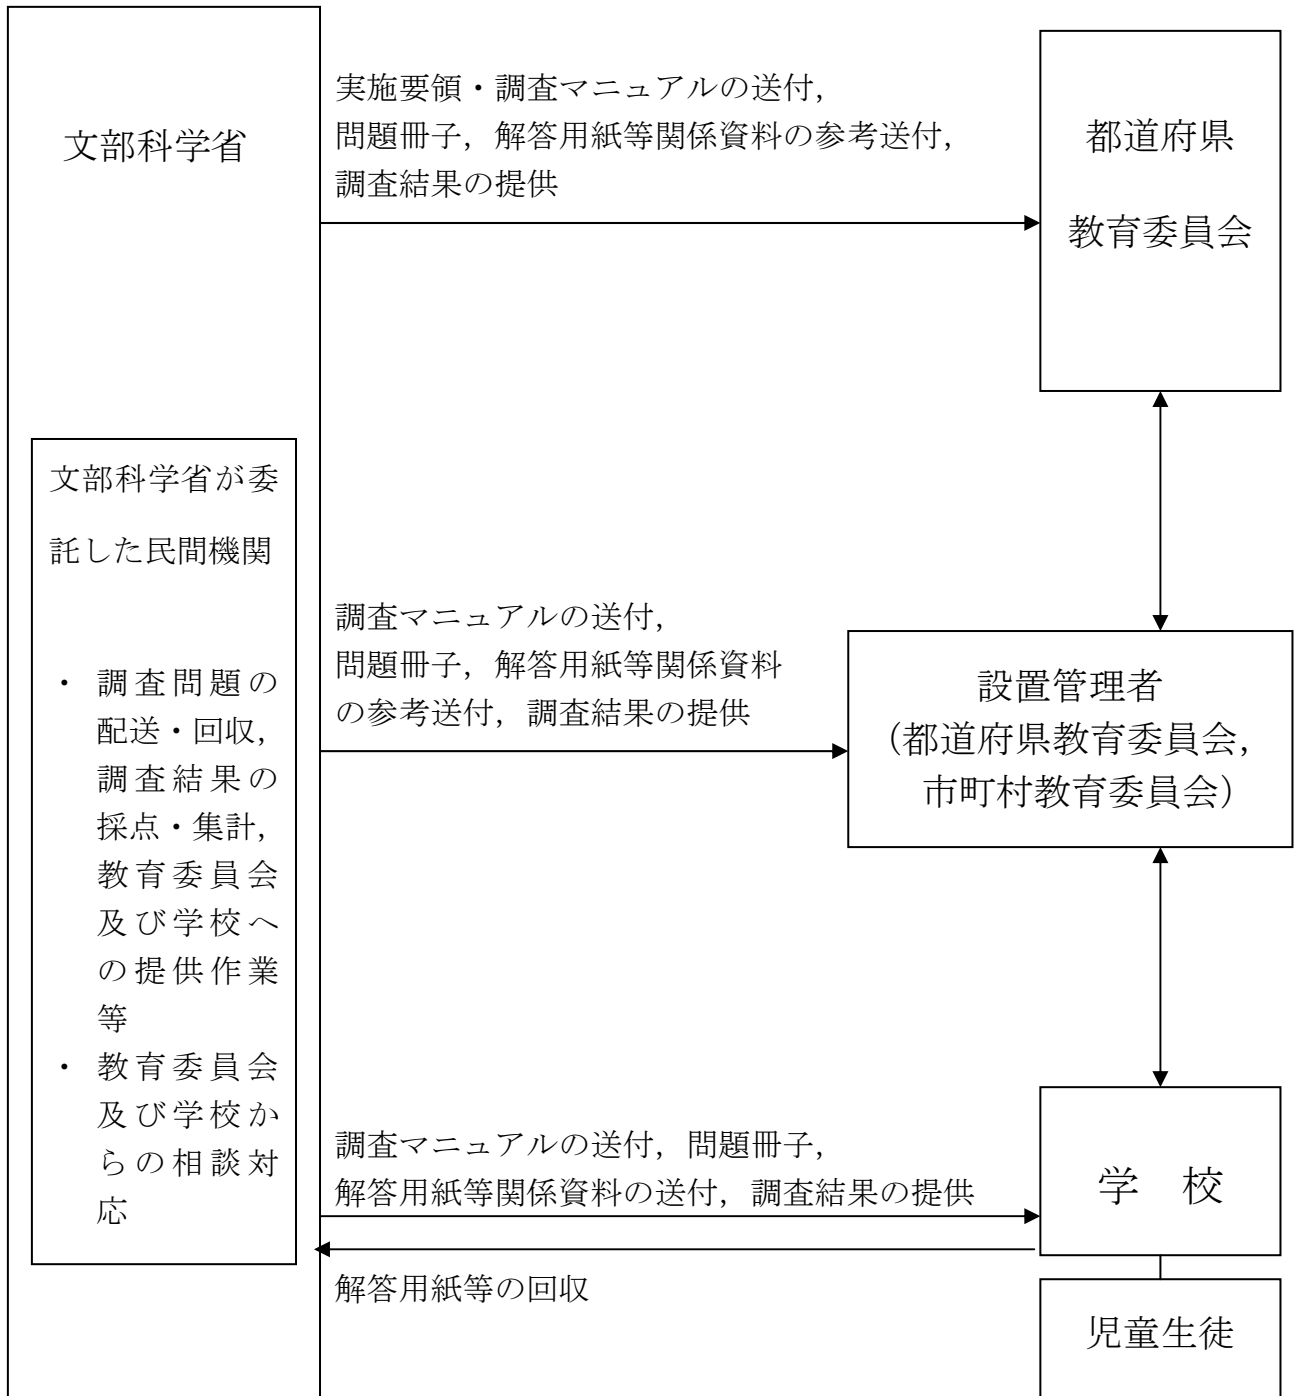 文部科学省
実施要領・調査マニュアルの送付，
問題冊子，解答用紙等関係資料の参考送付，
調査結果の提供
都道府県
教育委員会
文部科学省が委
託した民間機関
・ 調査問題の
配送・回収，
調査結果の
採点・集計，
教育委員会
及び学校へ
の提供作業
等
・ 教育委員会
及び学校か
らの相談対
応
調査マニュアルの送付，
問題冊子，解答用紙等関係資料
の参考送付，調査結果の提供
設置管理者
（都道府県教育委員会，
市町村教育委員会）
調査マニュアルの送付，問題冊子，
解答用紙等関係資料の送付，調査結果の提供
学　校
解答用紙等の回収
児童生徒